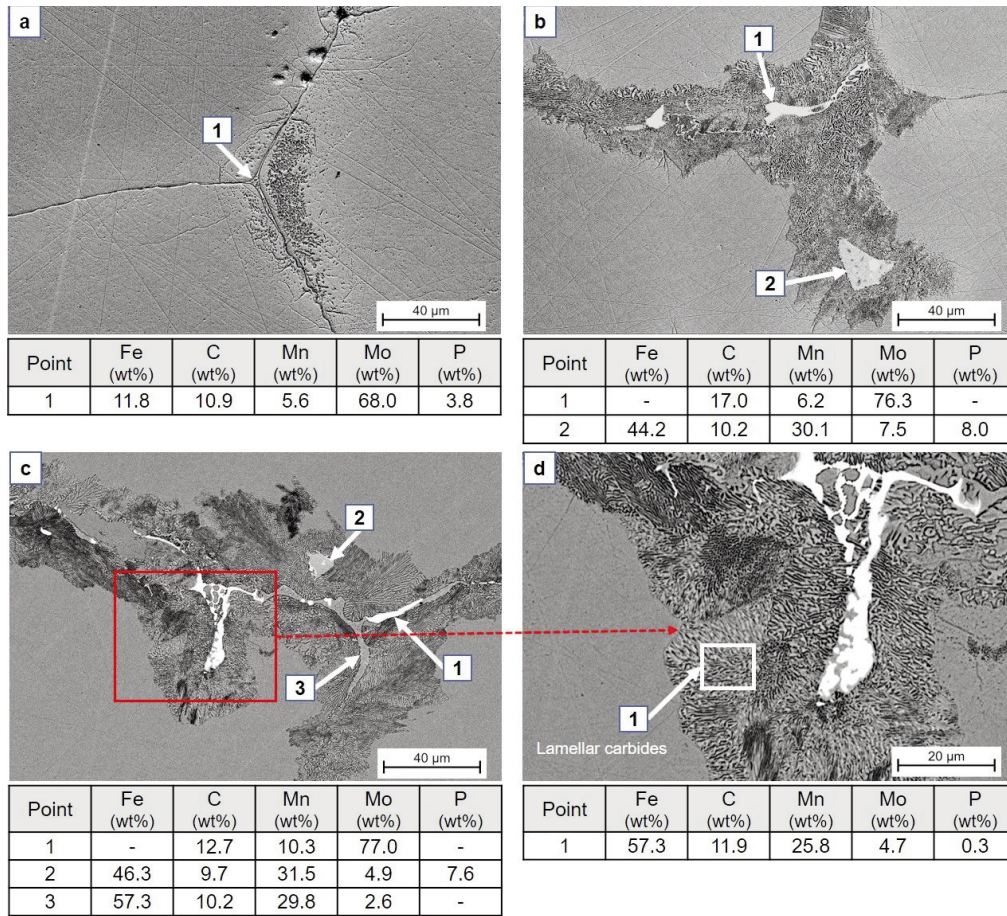 a
1
40 µm
Point Fe (wt%) C (wt%) Mn (wt%) Mo (wt%) P (wt%)
1 11.8 10.9 5.6 68.0 3.8
b
1
2
40 µm
Point Fe (wt%) C (wt%) Mn (wt%) Mo (wt%) P (wt%)
1 - 17.0 6.2 76.3 -
2 44.2 10.2 30.1 7.5 8.0
c
2
1
3
40 µm
Point Fe (wt%) C (wt%) Mn (wt%) Mo (wt%) P (wt%)
1 - 12.7 10.3 77.0 -
2 46.3 9.7 31.5 4.9 7.6
3 57.3 10.2 29.8 2.6 -
d
1
Lamellar carbides
20 µm
Point Fe (wt%) C (wt%) Mn (wt%) Mo (wt%) P (wt%)
1 57.3 11.9 25.8 4.7 0.3